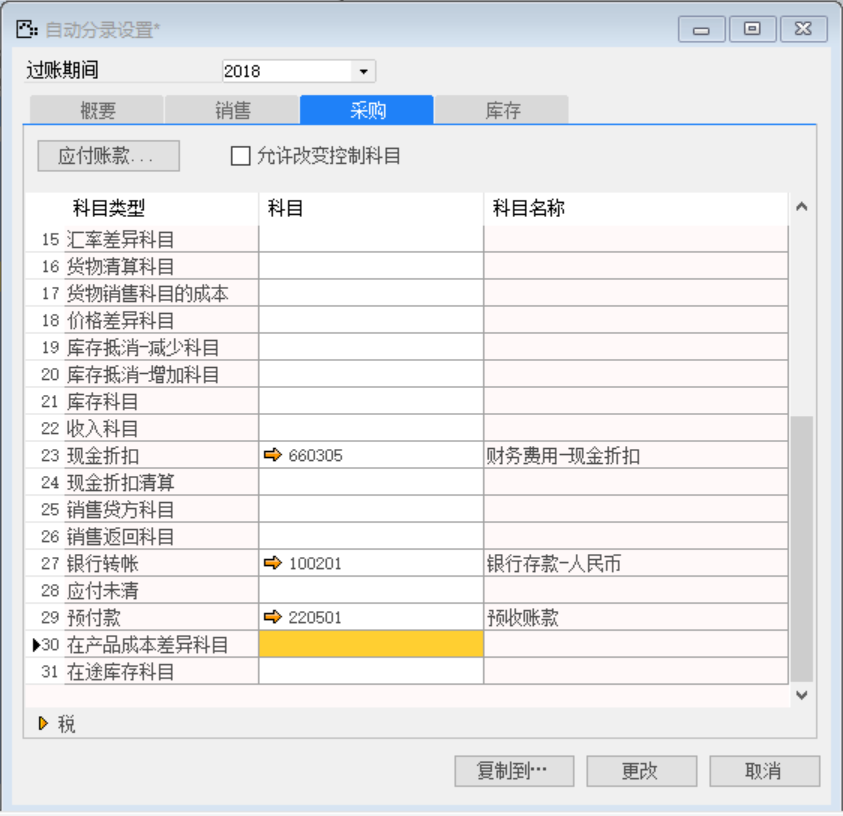 自动分录设置*
过账期间 2018
概要 销售 采购 库存
应付账款... 允许改变控制科目
科目类型 科目 科目名称
15 汇率差异科目
16 货物清算科目
17 货物销售科目的成本
18 价格差异科目
19 库存抵消-减少科目
20 库存抵消-增加科目
21 库存科目
22 收入科目
23 现金折扣 660305 财务费用-现金折扣
24 现金折扣清算
25 销售贷方科目
26 销售返回科目
27 银行转帐 100201 银行存款-人民币
28 应付未清
29 预付款 220501 预收账款
30 在产品成本差异科目
31 在途库存科目
税
复制到… 更改 取消